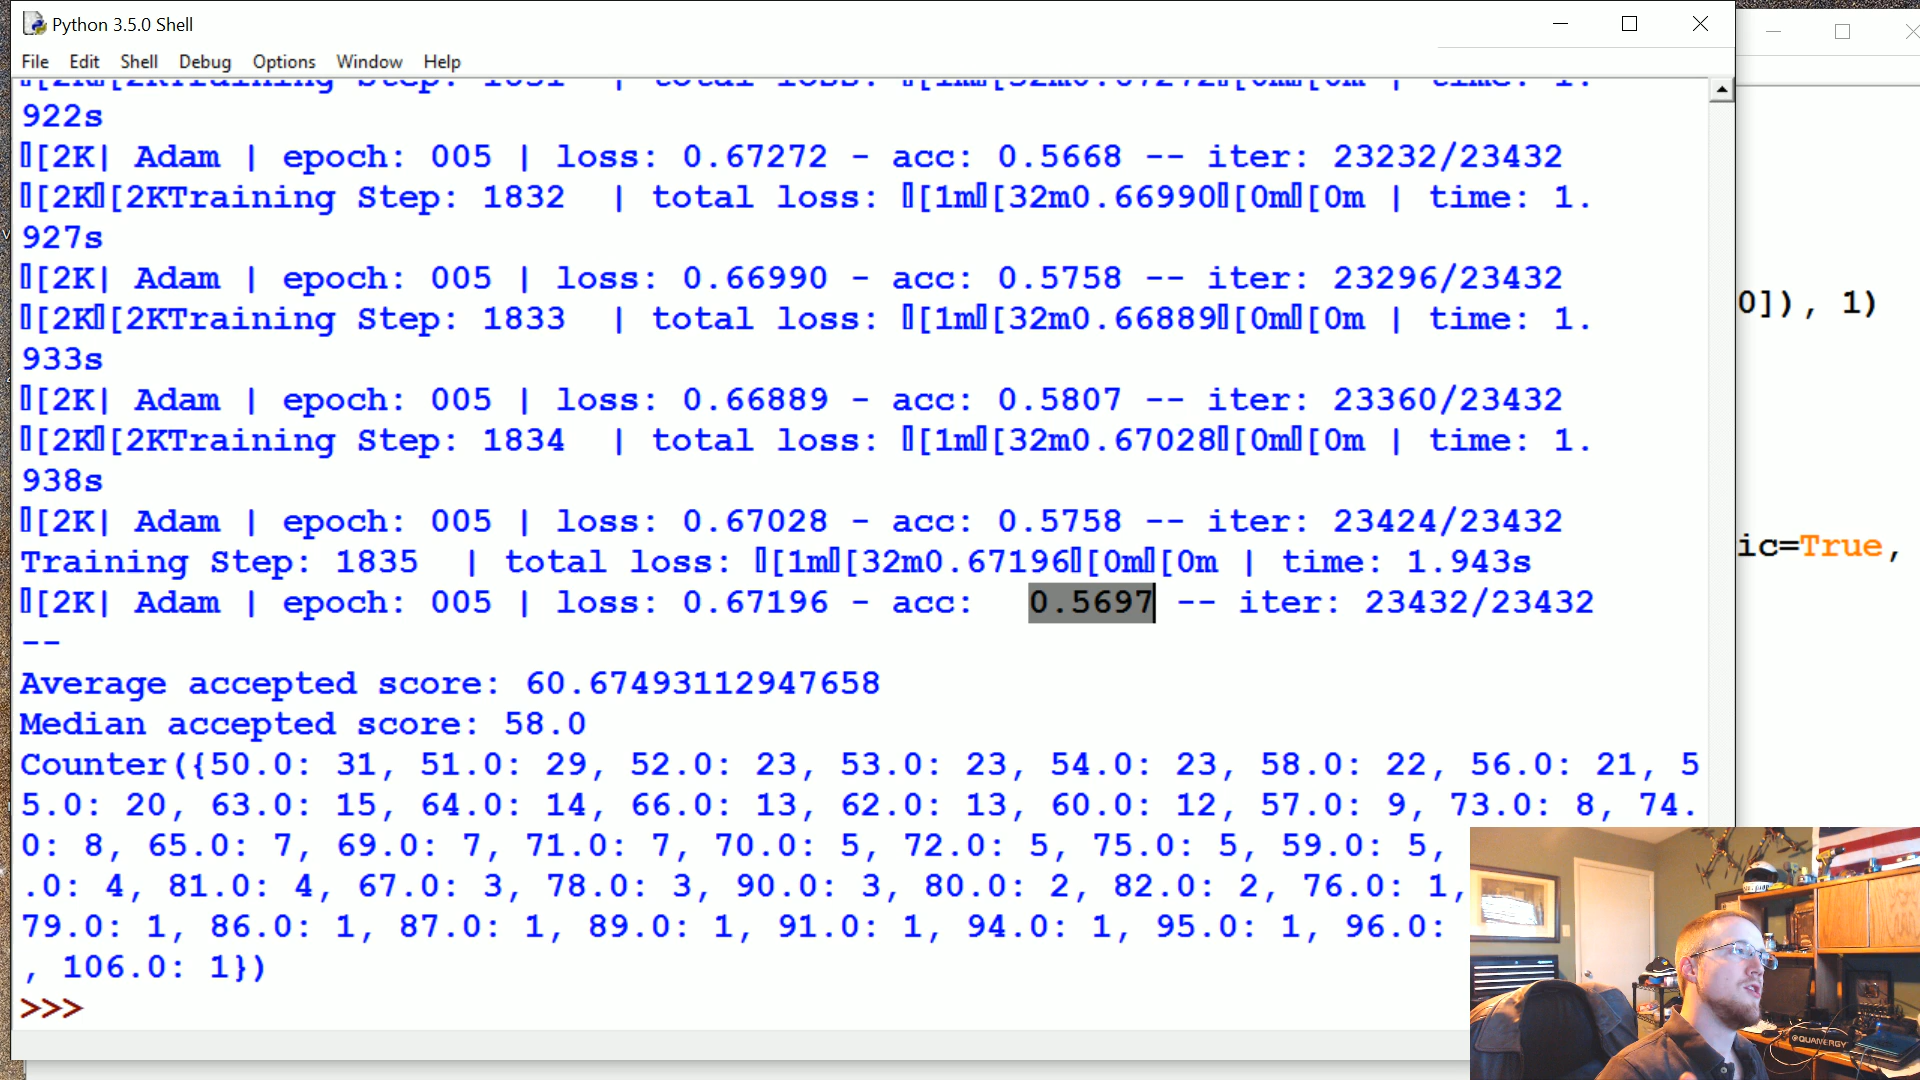 Python 3.5.0 Shell
File Edit Shell Debug Options Window Help
[2K[2KTraining Step: 1831 | total loss: [1m[32m0.67272[0m[0m | time: 1.
922s
[2K| Adam | epoch: 005 | loss: 0.67272 - acc: 0.5668 -- iter: 23232/23432
[2K[2KTraining Step: 1832 | total loss: [1m[32m0.66990[0m[0m | time: 1.
927s
[2K| Adam | epoch: 005 | loss: 0.66990 - acc: 0.5758 -- iter: 23296/23432
[2K[2KTraining Step: 1833 | total loss: [1m[32m0.66889[0m[0m | time: 1.
933s
[2K| Adam | epoch: 005 | loss: 0.66889 - acc: 0.5807 -- iter: 23360/23432
[2K[2KTraining Step: 1834 | total loss: [1m[32m0.67028[0m[0m | time: 1.
938s
[2K| Adam | epoch: 005 | loss: 0.67028 - acc: 0.5758 -- iter: 23424/23432
Training Step: 1835 | total loss: [1m[32m0.67196[0m[0m | time: 1.943s
[2K| Adam | epoch: 005 | loss: 0.67196 - acc: 0.5697 -- iter: 23432/23432
--
Average accepted score: 60.67493112947658
Median accepted score: 58.0
Counter({50.0: 31, 51.0: 29, 52.0: 23, 53.0: 23, 54.0: 23, 58.0: 22, 56.0: 21, 5
5.0: 20, 63.0: 15, 64.0: 14, 66.0: 13, 62.0: 13, 60.0: 12, 57.0: 9, 73.0: 8, 74.
0: 8, 65.0: 7, 69.0: 7, 71.0: 7, 70.0: 5, 72.0: 5, 75.0: 5, 59.0: 5,
.0: 4, 81.0: 4, 67.0: 3, 78.0: 3, 90.0: 3, 80.0: 2, 82.0: 2, 76.0: 1,
79.0: 1, 86.0: 1, 87.0: 1, 89.0: 1, 91.0: 1, 94.0: 1, 95.0: 1, 96.0:
, 106.0: 1})
>>>
0]), 1)
ic=True,
QUANERGY